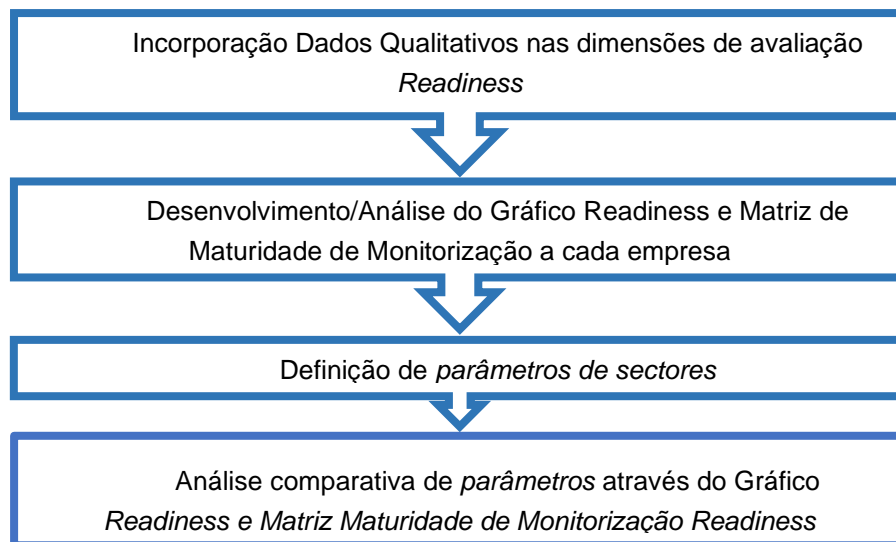 Incorporação Dados Qualitativos nas dimensões de avaliação
Readiness
Desenvolvimento/Análise do Gráfico Readiness e Matriz de
Maturidade de Monitorização a cada empresa
Definição de parâmetros de sectores
Análise comparativa de parâmetros através do Gráfico
Readiness e Matriz Maturidade de Monitorização Readiness